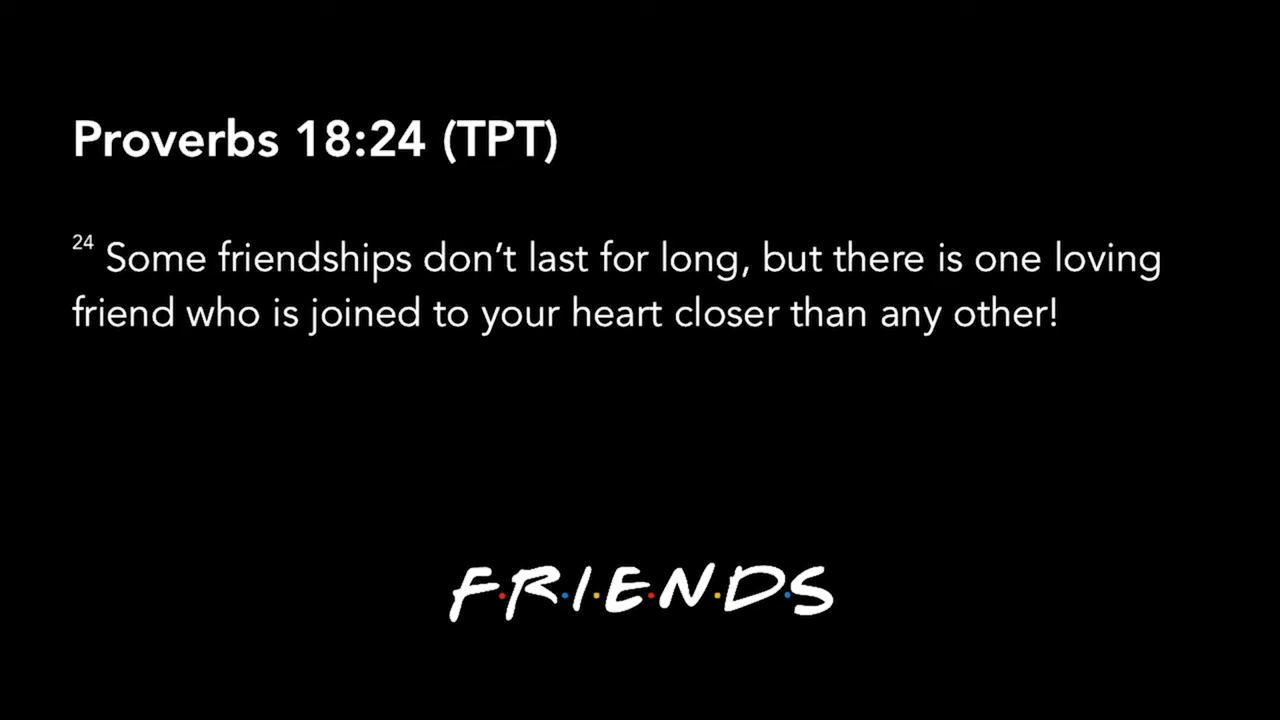 Proverbs 18:24 (TPT)
24 Some friendships don’t last for long, but there is one loving
friend who is joined to your heart closer than any other!
F·R·I·E·N·D·S